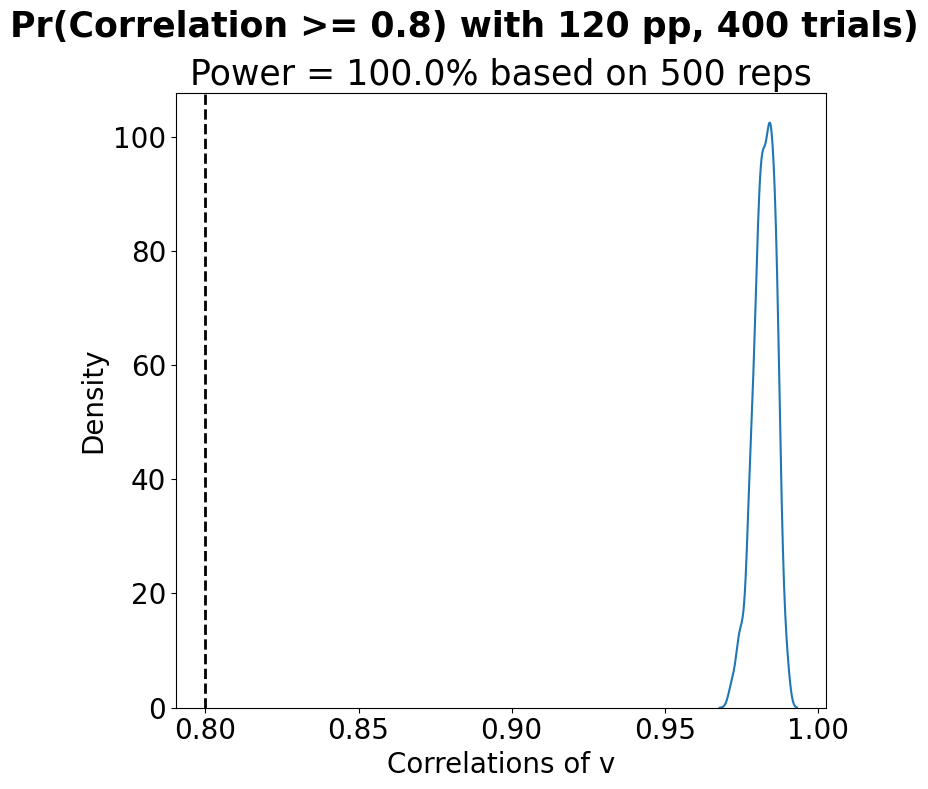 Pr(Correlation >= 0.8) with 120 pp, 400 trials)
Power = 100.0% based on 500 reps
100
80
60
40
20
0
Density
0.80 0.85 0.90 0.95 1.00
Correlations of v